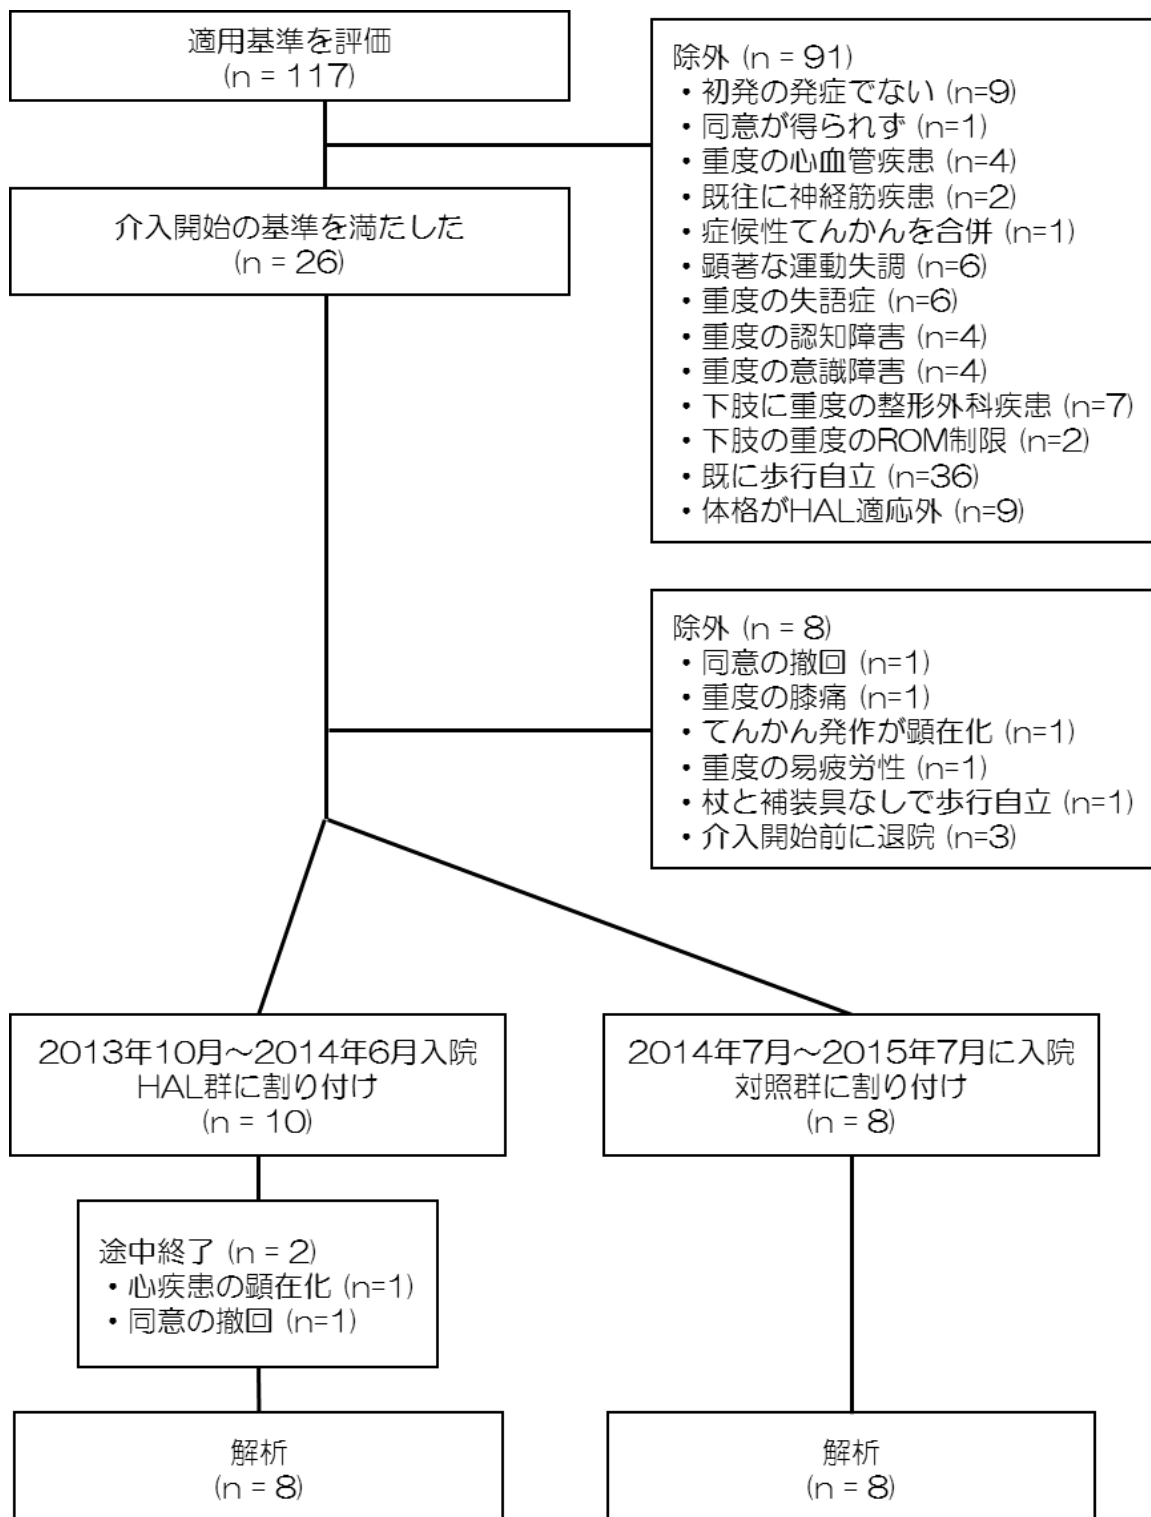 適用基準を評価
(n = 117)
除外 (n = 91)
・初発の発症でない (n=9)
・同意が得られず (n=1)
・重度の心血管疾患 (n=4)
・既往に神経筋疾患 (n=2)
・症候性てんかんを合併 (n=1)
・顕著な運動失調 (n=6)
・重度の失語症 (n=6)
・重度の認知障害 (n=4)
・重度の意識障害 (n=4)
・下肢に重度の整形外科疾患 (n=7)
・下肢の重度のROM制限 (n=2)
・既に歩行自立 (n=36)
・体格がHAL適応外 (n=9)
介入開始の基準を満たした
(n = 26)
除外 (n = 8)
・同意の撤回 (n=1)
・重度の膝痛 (n=1)
・てんかん発作が顕在化 (n=1)
・重度の易疲労性 (n=1)
・杖と補装具なしで歩行自立 (n=1)
・介入開始前に退院 (n=3)
2013年10月～2014年6月入院
HAL群に割り付け
(n = 10)
2014年7月～2015年7月に入院
対照群に割り付け
(n = 8)
途中終了 (n = 2)
・心疾患の顕在化 (n=1)
・同意の撤回 (n=1)
解析
(n = 8)
解析
(n = 8)